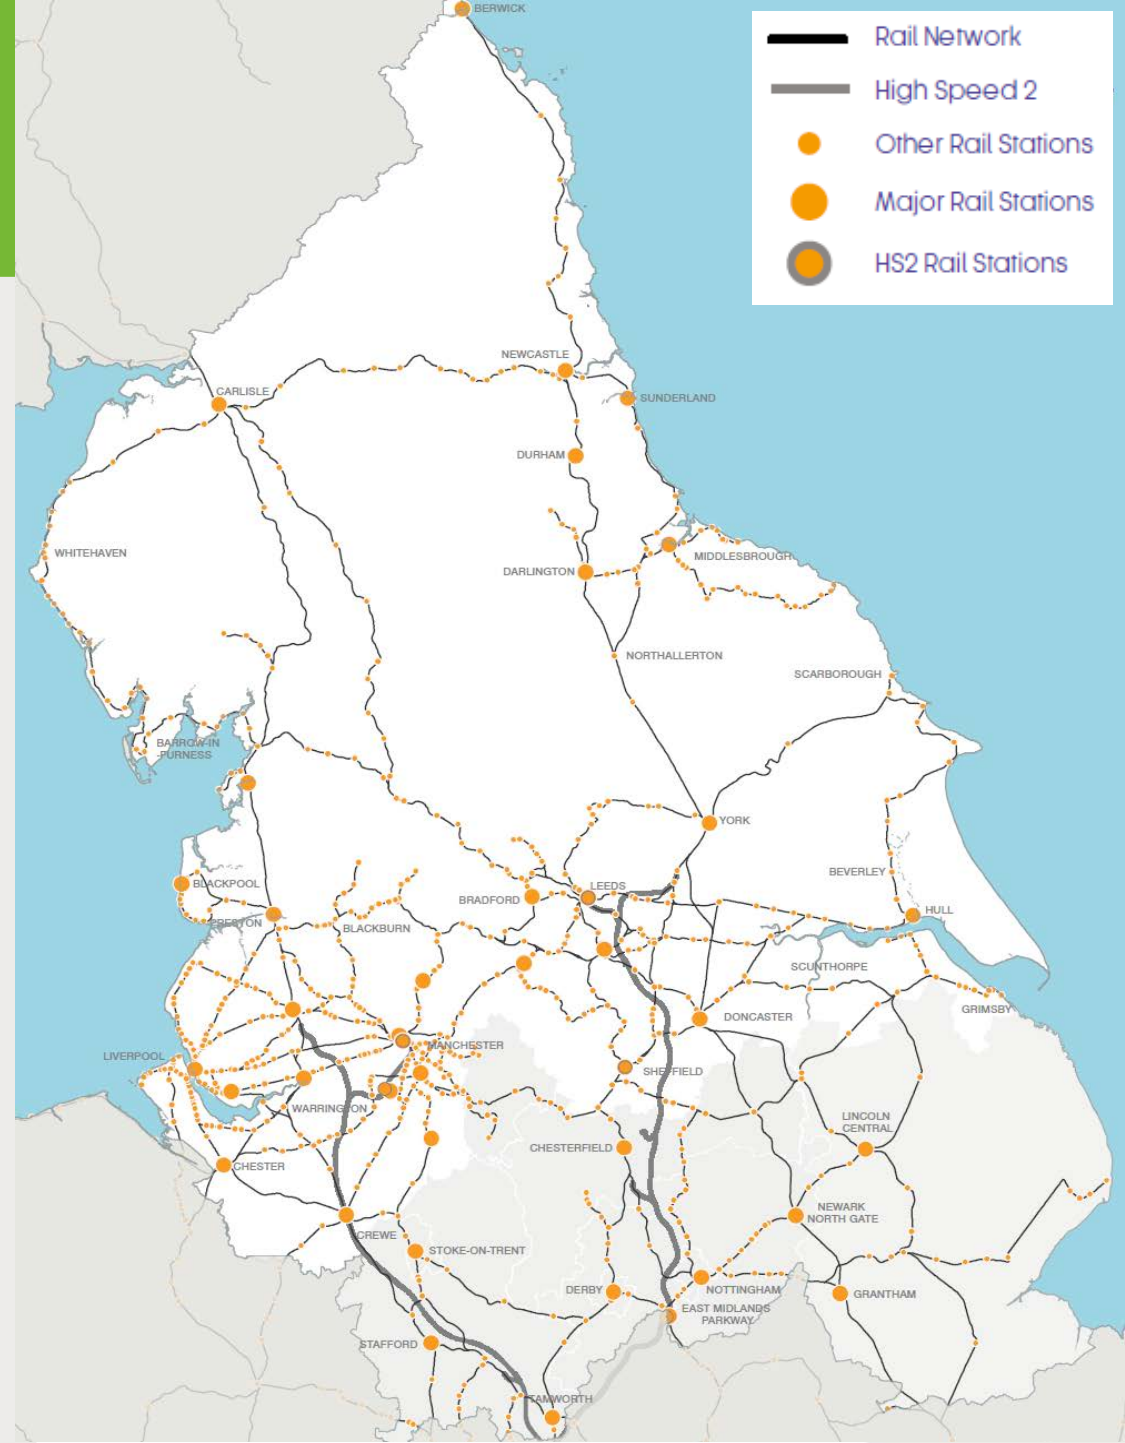 BERWICK
Rail Network
High Speed 2
Other Rail Stations
Major Rail Stations
HS2 Rail Stations
NEWCASTLE
CARLISLE
SUNDERLAND
DURHAM
WHITEHAVEN
MIDDLESBROUGH
DARLINGTON
NORTHALLERTON
SCARBOROUGH
BARROW-IN
-FURNESS
YORK
BEVERLEY
BLACKPOOL
LEEDS
BRADFORD
HULL
PRESTON
BLACKBURN
SCUNTHORPE
GRIMSBY
DONCASTER
MANCHESTER
LIVERPOOL
SHEFFIELD
WARRINGTON
LINCOLN
CENTRAL
CHESTERFIELD
CHESTER
NEWARK
NORTH GATE
CREWE
STOKE-ON-TRENT
DERBY
NOTTINGHAM
GRANTHAM
EAST MIDLANDS
PARKWAY
STAFFORD
TAMWORTH